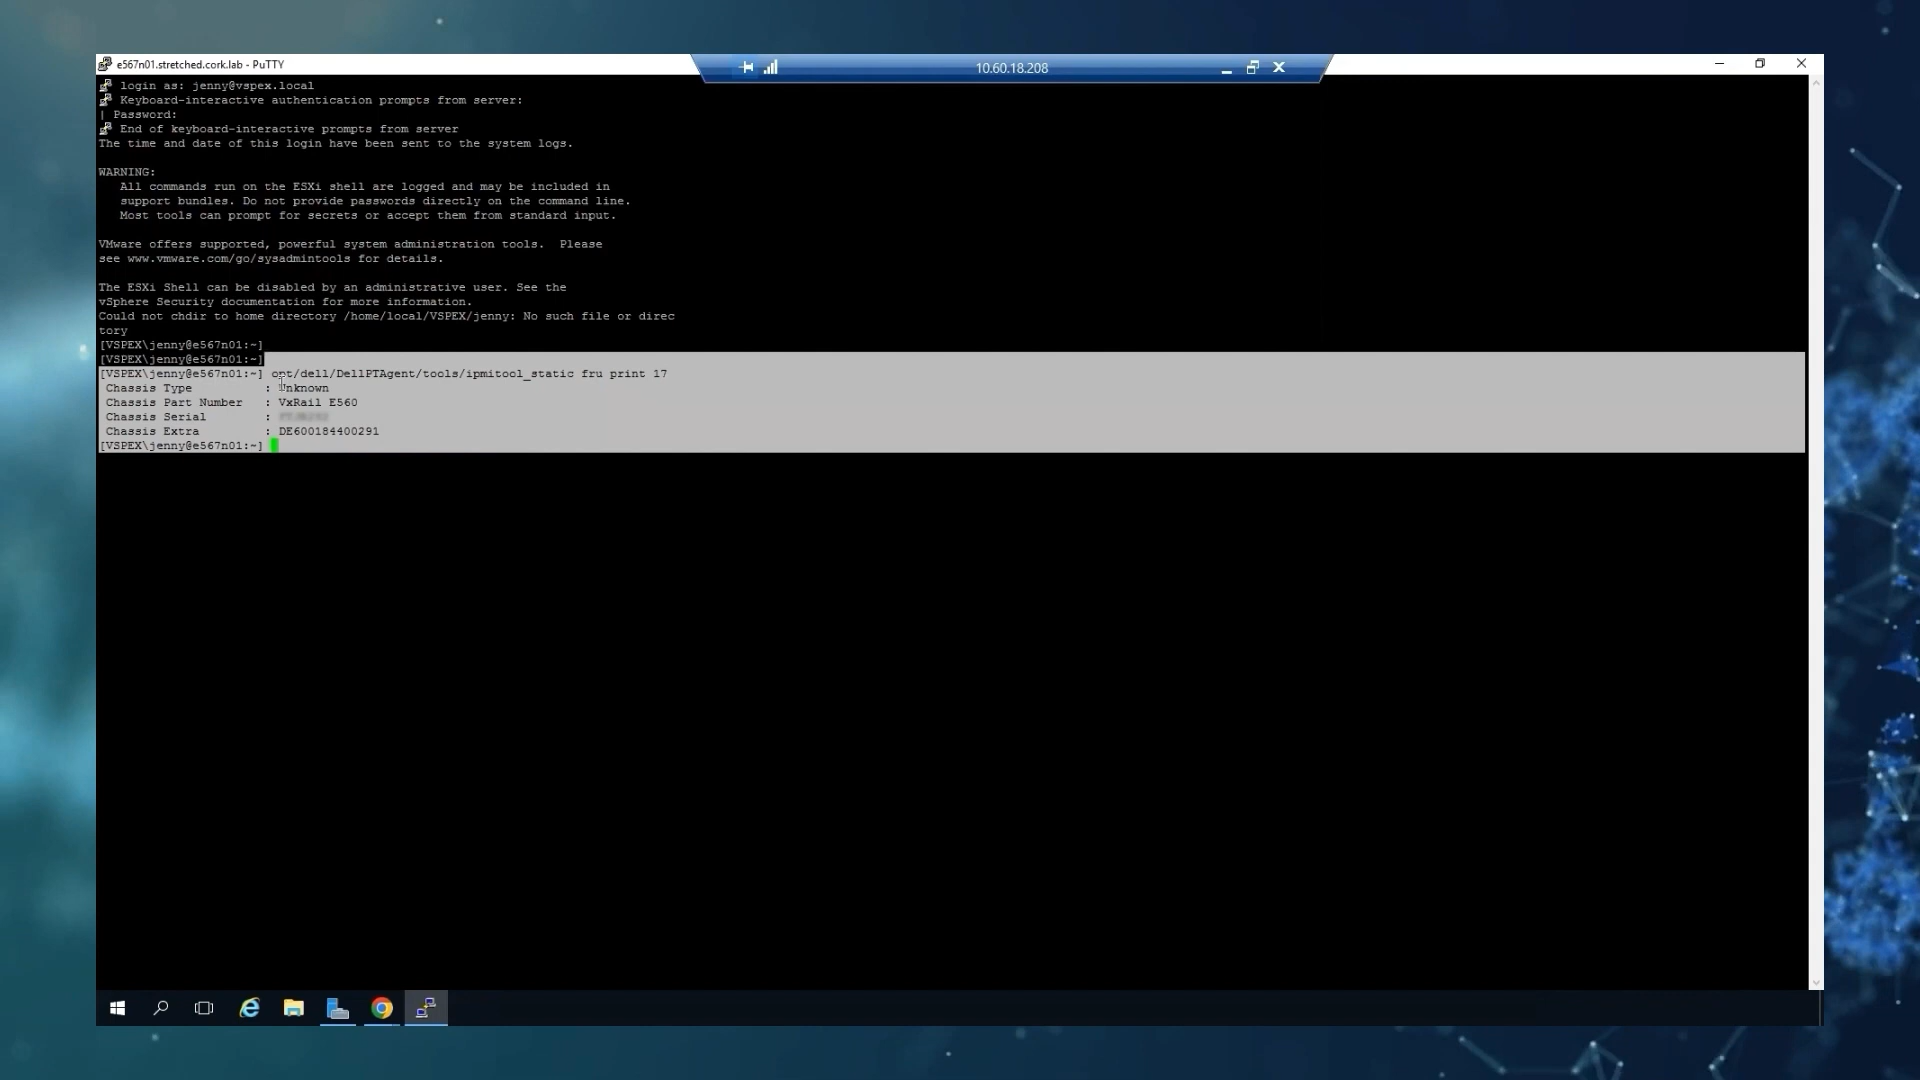 e567n01.stretched.cork.lab - PuTTY
10.60.18.208
login as: jenny@vspex.local
Keyboard-interactive authentication prompts from server:
| Password:
End of keyboard-interactive prompts from server
The time and date of this login have been sent to the system logs.
WARNING:
All commands run on the ESXi shell are logged and may be included in
support bundles. Do not provide passwords directly on the command line.
Most tools can prompt for secrets or accept them from standard input.
VMware offers supported, powerful system administration tools.  Please
see www.vmware.com/go/sysadmintools for details.
The ESXi Shell can be disabled by an administrative user. See the
vSphere Security documentation for more information.
Could not chdir to home directory /home/local/VSPEX/jenny: No such file or direc
tory
[VSPEX\jenny@e567n01:~]
[VSPEX\jenny@e567n01:~]
[VSPEX\jenny@e567n01:~] opt/dell/DellPTAgent/tools/ipmitool_static fru print 17
Chassis Type : Unknown
Chassis Part Number : VxRail E560
Chassis Serial :
Chassis Extra : DE600184400291
[VSPEX\jenny@e567n01:~]